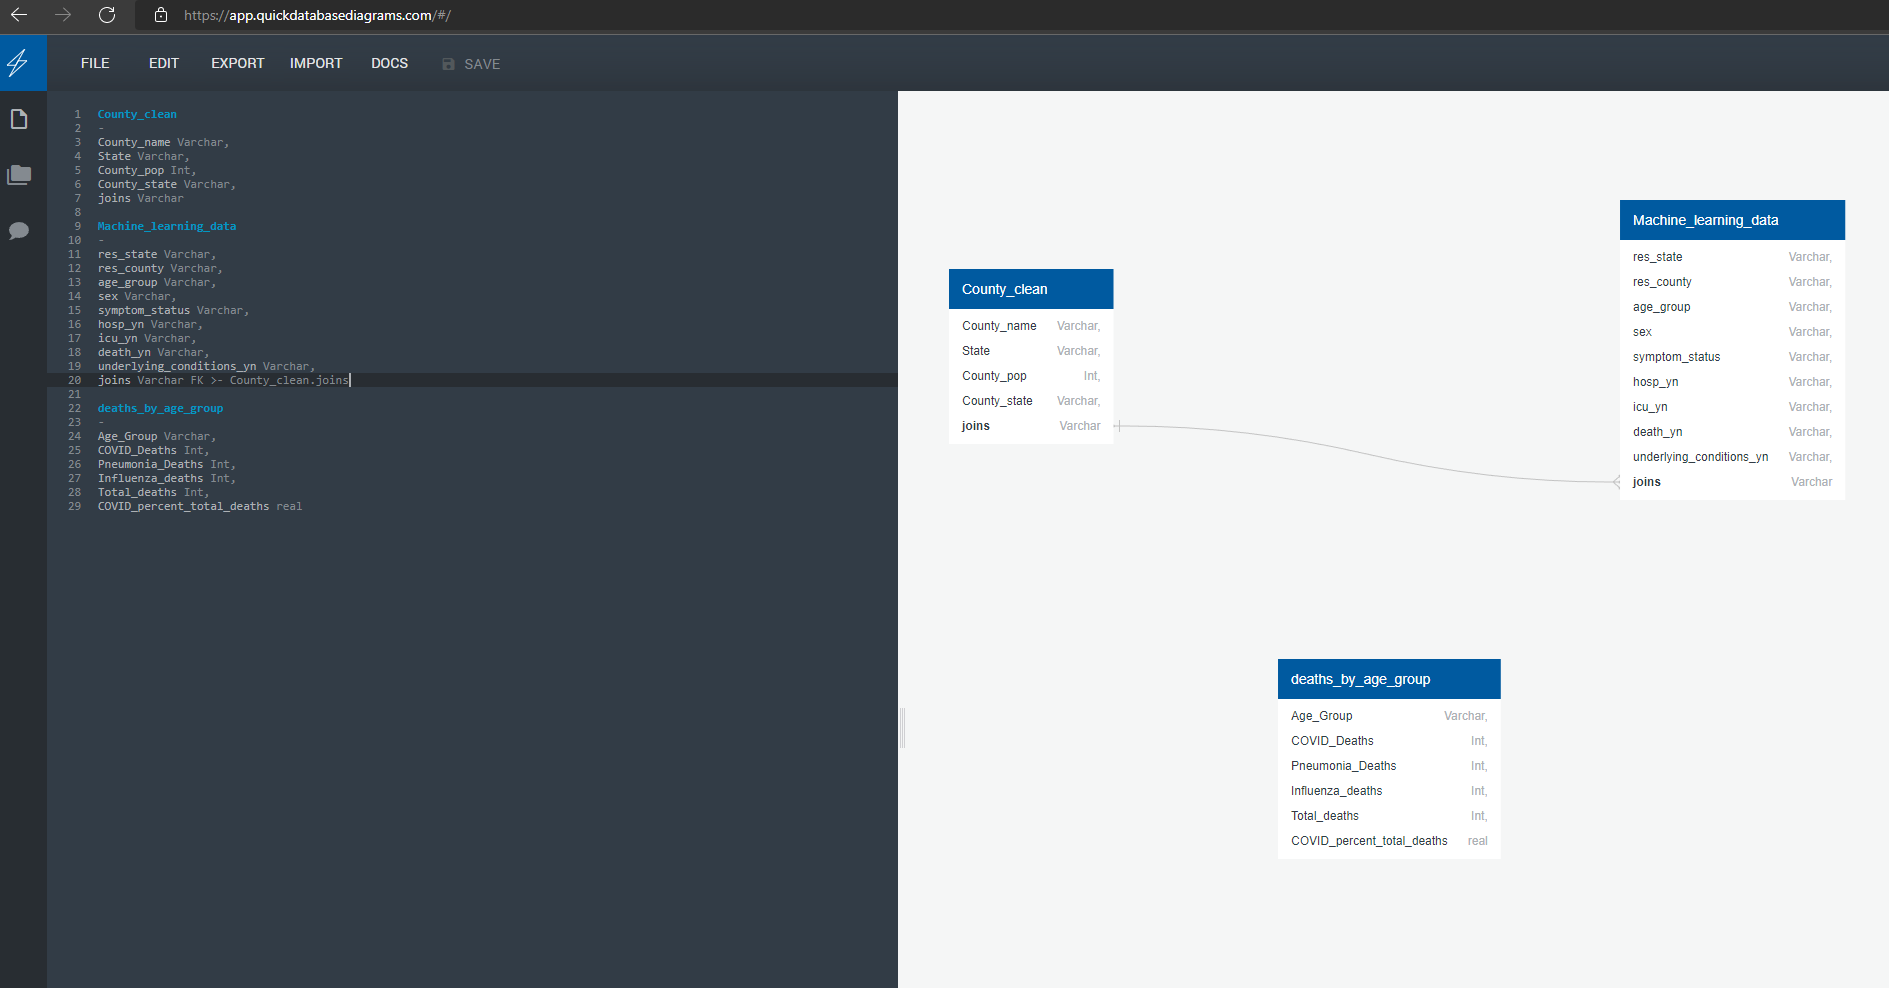 https://app.quickdatabasediagrams.com/#/
FILE EDIT EXPORT IMPORT DOCS SAVE
1 County_clean
2 -
3 County_name Varchar,
4 State Varchar,
5 County_pop Int,
6 County_state Varchar,
7 joins Varchar
8
9 Machine_learning_data
10 -
11 res_state Varchar,
12 res_county Varchar,
13 age_group Varchar,
14 sex Varchar,
15 symptom_status Varchar,
16 hosp_yn Varchar,
17 icu_yn Varchar,
18 death_yn Varchar,
19 underlying_conditions_yn Varchar,
20 joins Varchar FK >- County_clean.joins
21
22 deaths_by_age_group
23 -
24 Age_Group Varchar,
25 COVID_Deaths Int,
26 Pneumonia_Deaths Int,
27 Influenza_deaths Int,
28 Total_deaths Int,
29 COVID_percent_total_deaths real
County_clean
County_name Varchar,
State Varchar,
County_pop Int,
County_state Varchar,
joins Varchar
Machine_learning_data
res_state Varchar,
res_county Varchar,
age_group Varchar,
sex Varchar,
symptom_status Varchar,
hosp_yn Varchar,
icu_yn Varchar,
death_yn Varchar,
underlying_conditions_yn Varchar,
joins Varchar
deaths_by_age_group
Age_Group Varchar,
COVID_Deaths Int,
Pneumonia_Deaths Int,
Influenza_deaths Int,
Total_deaths Int,
COVID_percent_total_deaths real